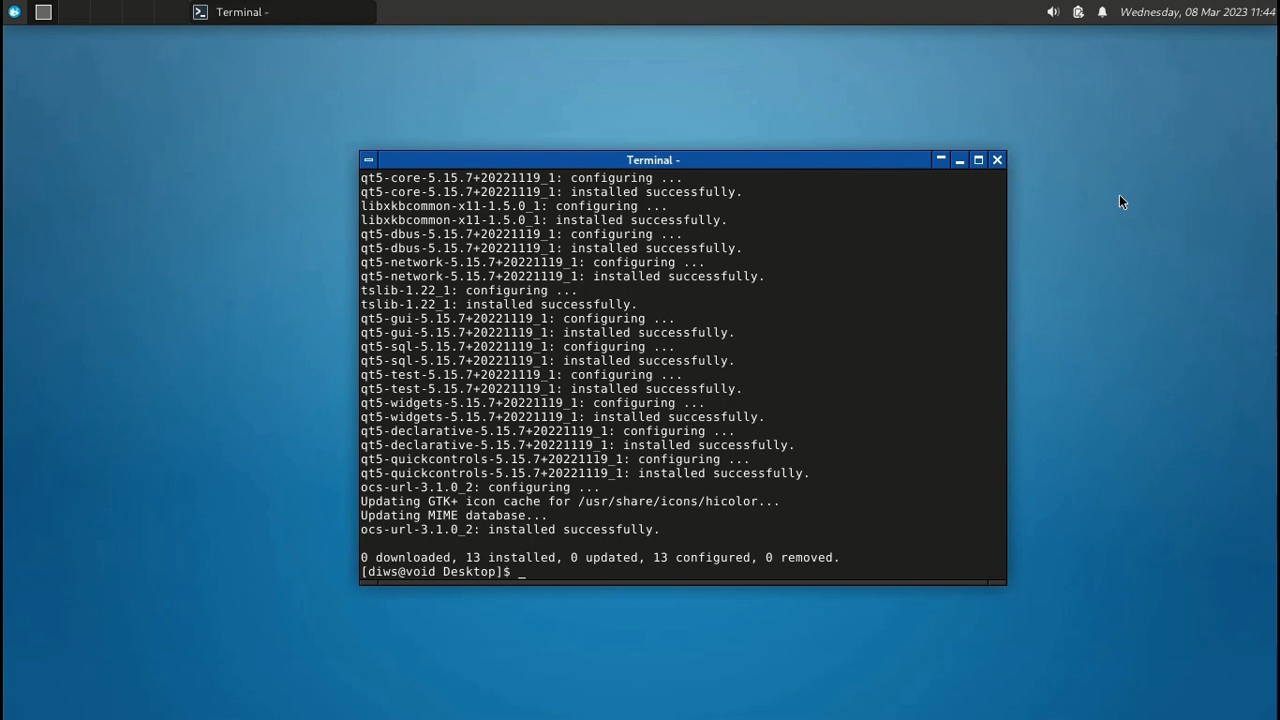 Terminal -
Wednesday, 08 Mar 2023 11:44
Terminal -
qt5-core-5.15.7+20221119_1: configuring ...
qt5-core-5.15.7+20221119_1: installed successfully.
libxkbcommon-x11-1.5.0_1: configuring ...
libxkbcommon-x11-1.5.0_1: installed successfully.
qt5-dbus-5.15.7+20221119_1: configuring ...
qt5-dbus-5.15.7+20221119_1: installed successfully.
qt5-network-5.15.7+20221119_1: configuring ...
qt5-network-5.15.7+20221119_1: installed successfully.
tslib-1.22_1: configuring ...
tslib-1.22_1: installed successfully.
qt5-gui-5.15.7+20221119_1: configuring ...
qt5-gui-5.15.7+20221119_1: installed successfully.
qt5-sql-5.15.7+20221119_1: configuring ...
qt5-sql-5.15.7+20221119_1: installed successfully.
qt5-test-5.15.7+20221119_1: configuring ...
qt5-test-5.15.7+20221119_1: installed successfully.
qt5-widgets-5.15.7+20221119_1: configuring ...
qt5-widgets-5.15.7+20221119_1: installed successfully.
qt5-declarative-5.15.7+20221119_1: configuring ...
qt5-declarative-5.15.7+20221119_1: installed successfully.
qt5-quickcontrols-5.15.7+20221119_1: configuring ...
qt5-quickcontrols-5.15.7+20221119_1: installed successfully.
ocs-url-3.1.0_2: configuring ...
Updating GTK+ icon cache for /usr/share/icons/hicolor...
Updating MIME database...
ocs-url-3.1.0_2: installed successfully.
0 downloaded, 13 installed, 0 updated, 13 configured, 0 removed.
[diws@void Desktop]$ _